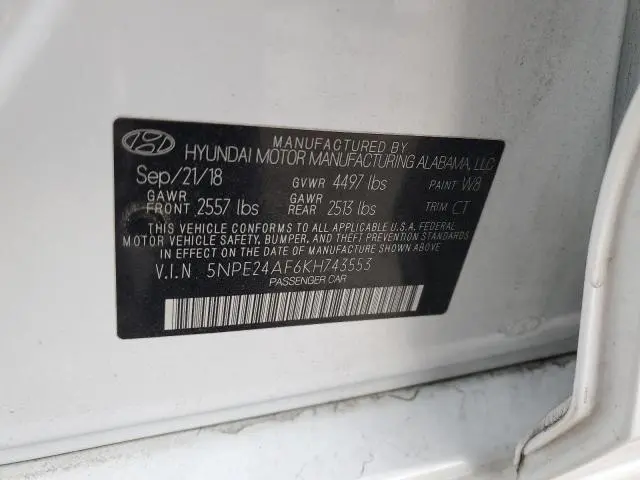 MANUFACTURED BY
HYUNDAI MOTOR MANUFACTURING ALABAMA, LLC
Sep/21/18 GVWR 4497 lbs PAINT W8
GAWR FRONT 2557 lbs GAWR REAR 2513 lbs TRIM CT
THIS VEHICLE CONFORMS TO ALL APPLICABLE U.S.A. FEDERAL
MOTOR VEHICLE SAFETY, BUMPER, AND THEFT PREVENTION STANDARDS
IN EFFECT ON THE DATE OF MANUFACTURE SHOWN ABOVE.
V.I.N 5NPE24AF6KH743553
PASSENGER CAR